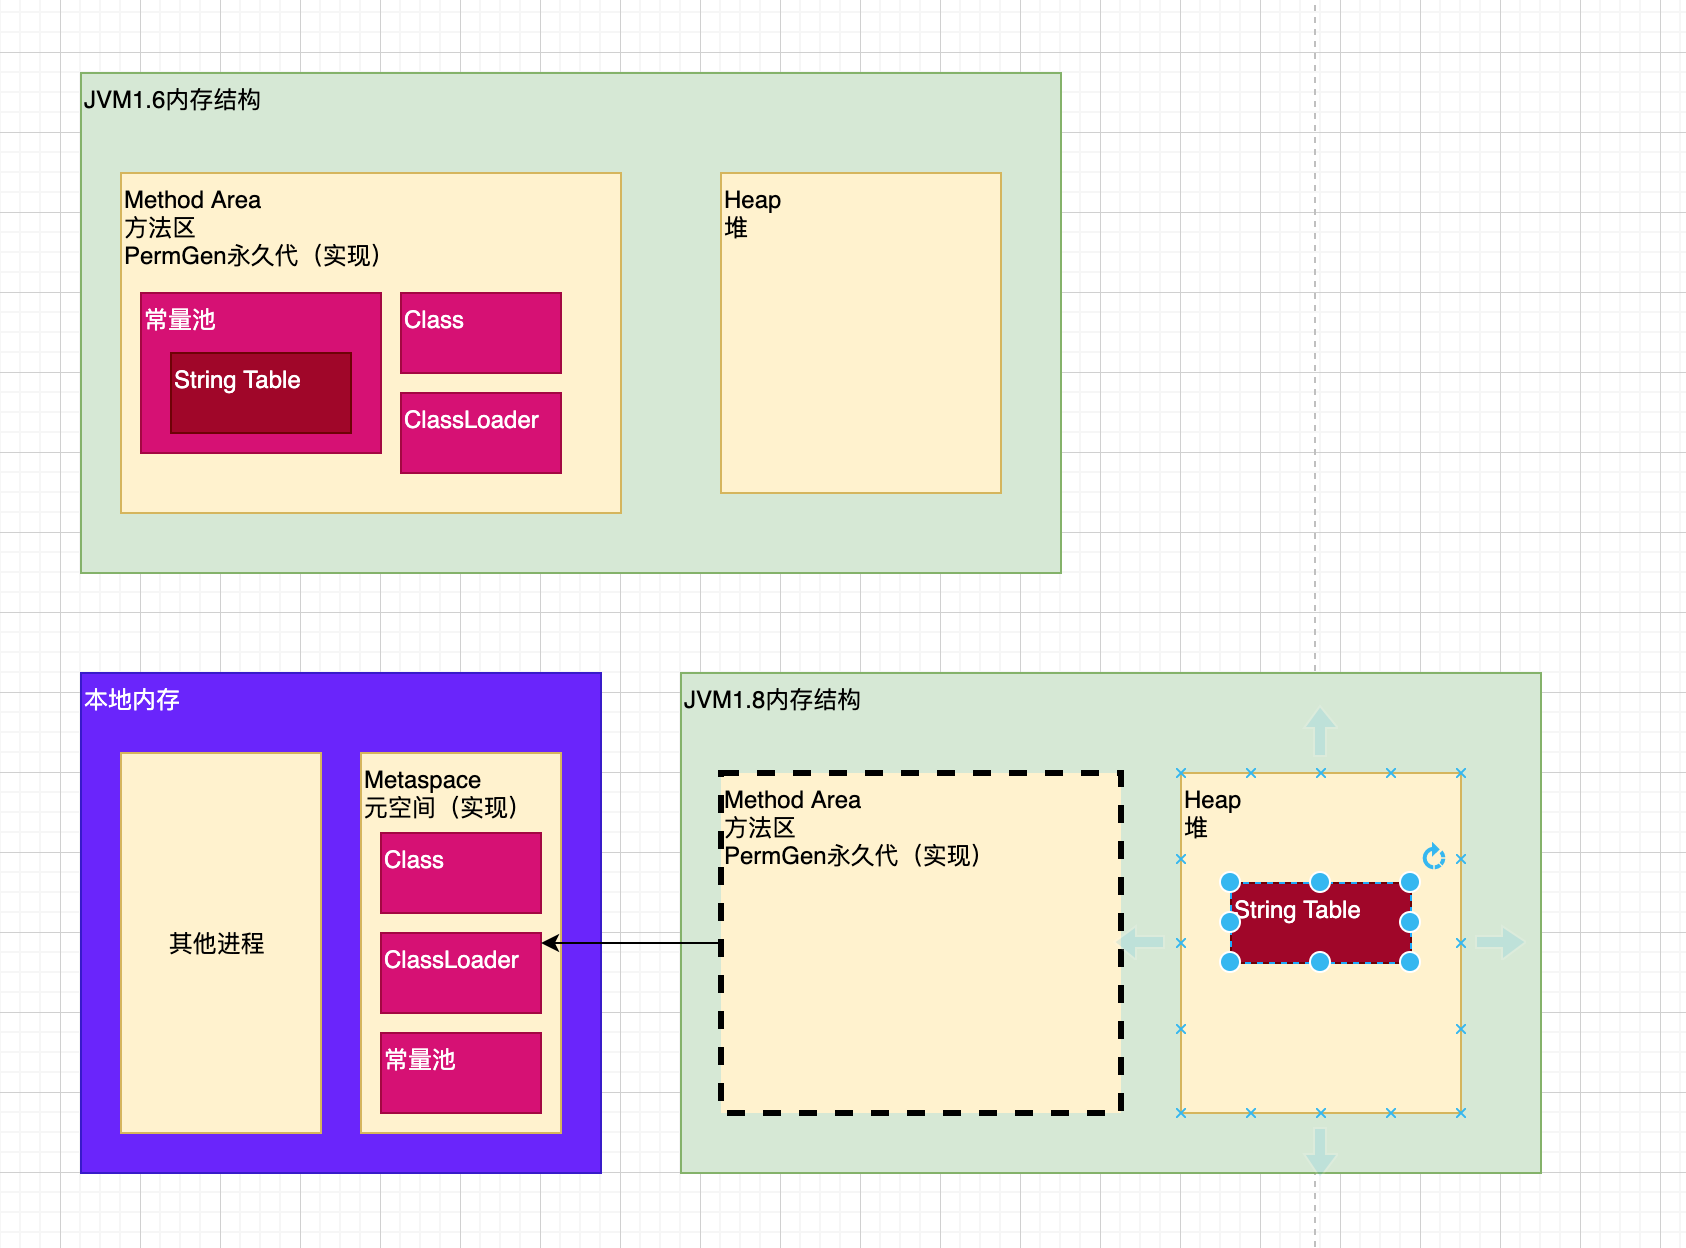 JVM1.6内存结构
Method Area
方法区
PermGen永久代（实现）
常量池
String Table
Class
ClassLoader
Heap
堆
本地内存
其他进程
Metaspace
元空间（实现）
Class
ClassLoader
常量池
JVM1.8内存结构
Method Area
方法区
PermGen永久代（实现）
Heap
堆
String Table